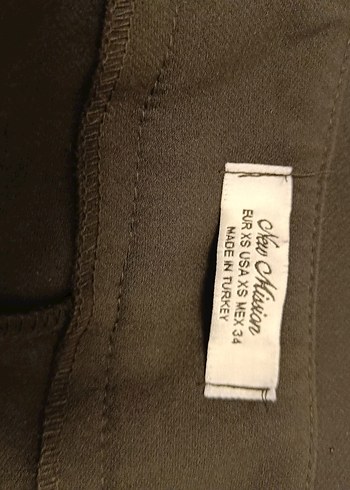 New Mission
EUR XS USA XS MEX 34
MADE IN TURKEY